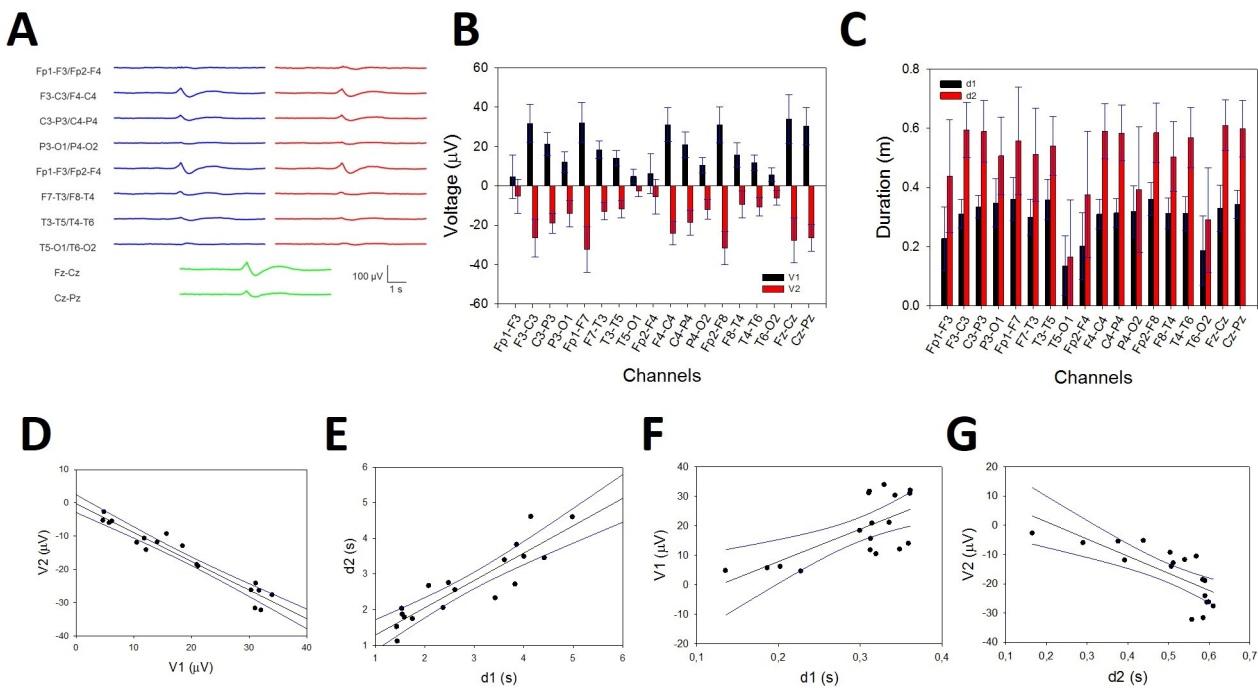 A
Fp1-F3/Fp2-F4
F3-C3/F4-C4
C3-P3/C4-P4
P3-O1/P4-O2
Fp1-F3/Fp2-F4
F7-T3/F8-T4
T3-T5/T4-T6
T5-O1/T6-O2
Fz-Cz
Cz-Pz
100 µV
1 s
B
Voltage (µV)
60
40
20
0
-20
-40
-60
V1
V2
Fp1-F3
F3-C3
C3-P3
P3-O1
Fp1-F7
F7-T3
T3-T5
T5-O1
Fp2-F4
F4-C4
C4-P4
P4-O2
Fp2-F8
F8-T4
T4-T6
T6-O2
Fz-Cz
Cz-Pz
Channels
C
Duration (m)
0.8
0.6
0.4
0.2
0.0
d1
d2
Fp1-F3
F3-C3
C3-P3
P3-O1
Fp1-F7
F7-T3
T3-T5
T5-O1
Fp2-F4
F4-C4
C4-P4
P4-O2
Fp2-F8
F8-T4
T4-T6
T6-O2
Fz-Cz
Cz-Pz
Channels
D
V2 (µV)
10
0
-10
-20
-30
-40
0 10 20 30 40
V1 (µV)
E
d2 (s)
6
5
4
3
2
1
1 2 3 4 5 6
d1 (s)
F
V1 (µV)
40
30
20
10
0
-10
-20
0,1 0,2 0,3 0,4
d1 (s)
G
V2 (µV)
20
10
0
-10
-20
-30
-40
0,1 0,2 0,3 0,4 0,5 0,6 0,7
d2 (s)